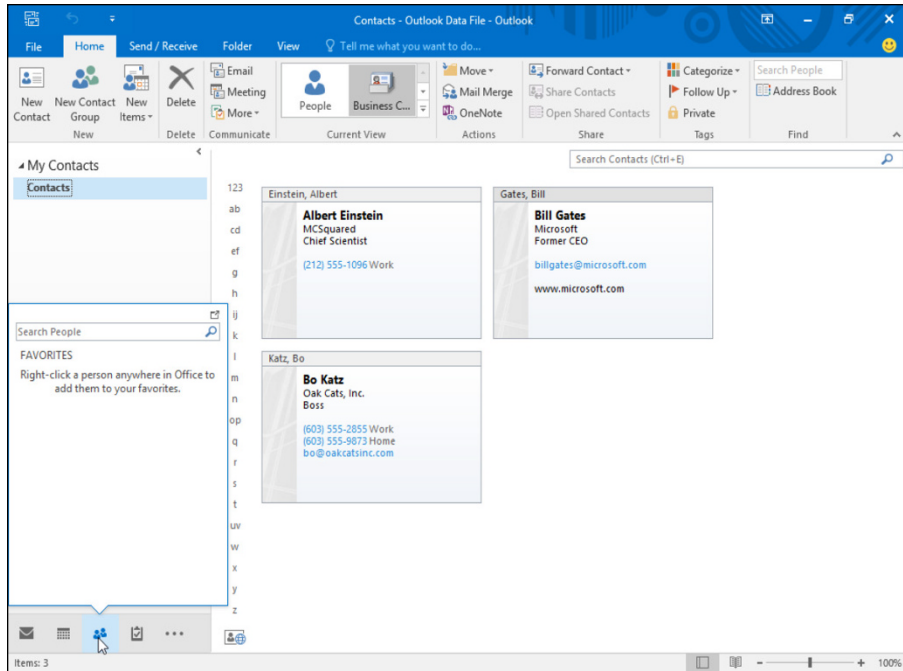 Contacts - Outlook Data File - Outlook
File Home Send / Receive Folder View Tell me what you want to do...
New Contact
New Contact Group
New Items
New
Delete
Delete
Email
Meeting
More
Communicate
People
Business C...
Current View
Move
Mail Merge
OneNote
Actions
Forward Contact
Share Contacts
Open Shared Contacts
Share
Categorize
Follow Up
Private
Tags
Search People
Address Book
Find
My Contacts
Contacts
Search Contacts (Ctrl+E)
123
ab
cd
ef
g
h
ij
k
l
m
n
op
q
r
s
t
uv
w
x
y
z
Einstein, Albert
Albert Einstein
MCSquared
Chief Scientist
(212) 555-1096 Work
Gates, Bill
Bill Gates
Microsoft
Former CEO
billgates@microsoft.com
www.microsoft.com
Katz, Bo
Bo Katz
Oak Cats, Inc.
Boss
(603) 555-2855 Work
(603) 555-9873 Home
bo@oakcatsinc.com
Search People
FAVORITES
Right-click a person anywhere in Office to
add them to your favorites.
Items: 3
100%